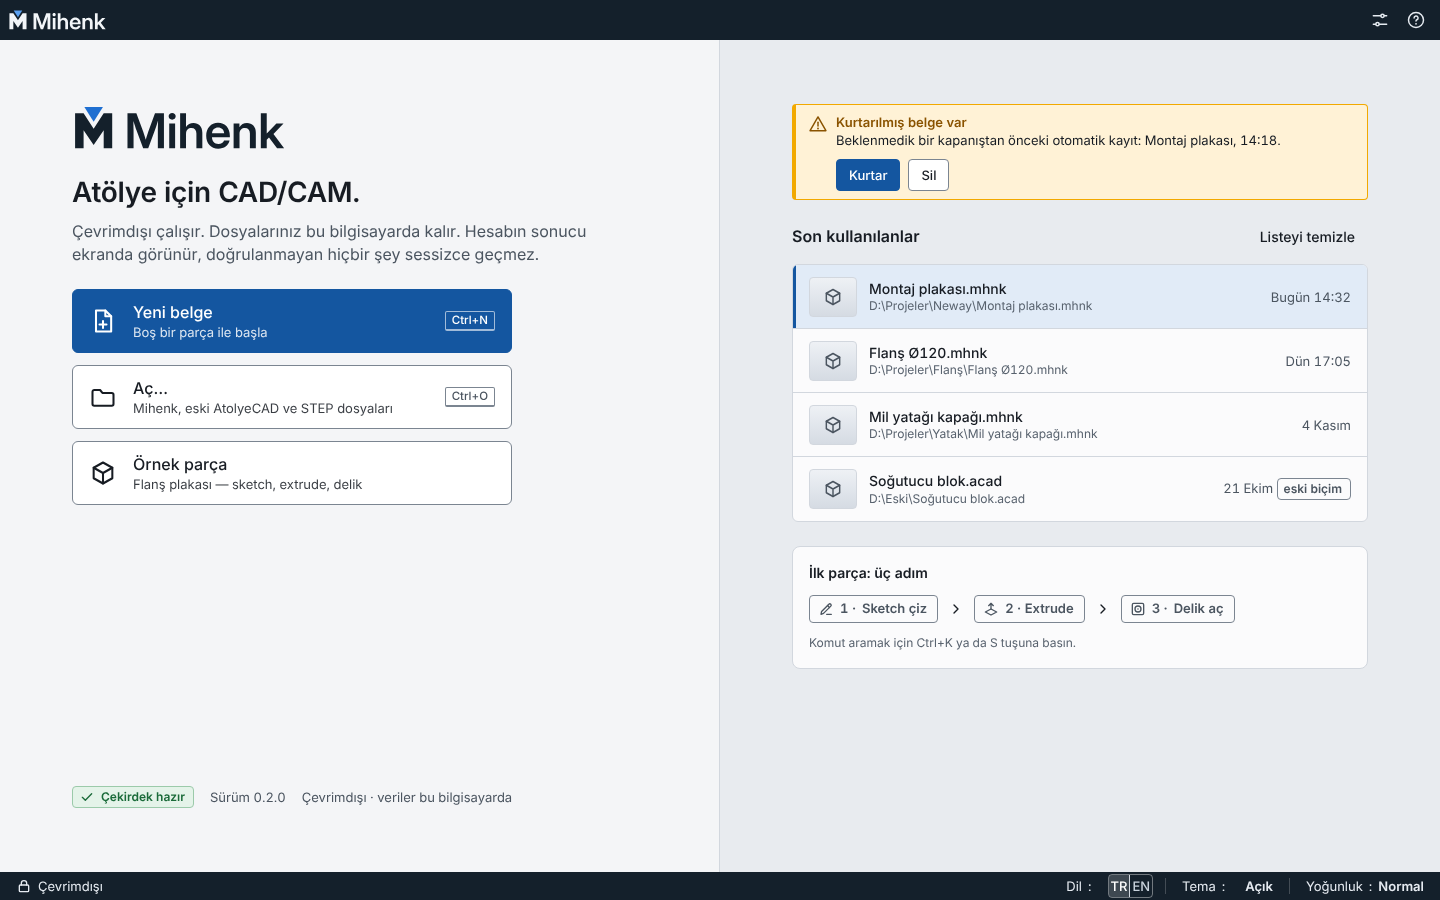 Mihenk
Mihenk
Atölye için CAD/CAM.
Çevrimdışı çalışır. Dosyalarınız bu bilgisayarda kalır. Hesabın sonucu
ekranda görünür, doğrulanmayan hiçbir şey sessizce geçmez.
Yeni belge
Boş bir parça ile başla
Ctrl+N
Aç...
Mihenk, eski AtolyeCAD ve STEP dosyaları
Ctrl+O
Örnek parça
Flanş plakası — sketch, extrude, delik
Çekirdek hazır
Sürüm 0.2.0
Çevrimdışı · veriler bu bilgisayarda
Kurtarılmış belge var
Beklenmedik bir kapanıştan önceki otomatik kayıt: Montaj plakası, 14:18.
Kurtar
Sil
Son kullanılanlar
Listeyi temizle
Montaj plakası.mhnk
D:\Projeler\Neway\Montaj plakası.mhnk
Bugün 14:32
Flanş Ø120.mhnk
D:\Projeler\Flanş\Flanş Ø120.mhnk
Dün 17:05
Mil yatağı kapağı.mhnk
D:\Projeler\Yatak\Mil yatağı kapağı.mhnk
4 Kasım
Soğutucu blok.acad
D:\Eski\Soğutucu blok.acad
21 Ekim
eski biçim
İlk parça: üç adım
1 · Sketch çiz
2 · Extrude
3 · Delik aç
Komut aramak için Ctrl+K ya da S tuşuna basın.
Çevrimdışı
Dil : TR EN
Tema : Açık
Yoğunluk : Normal